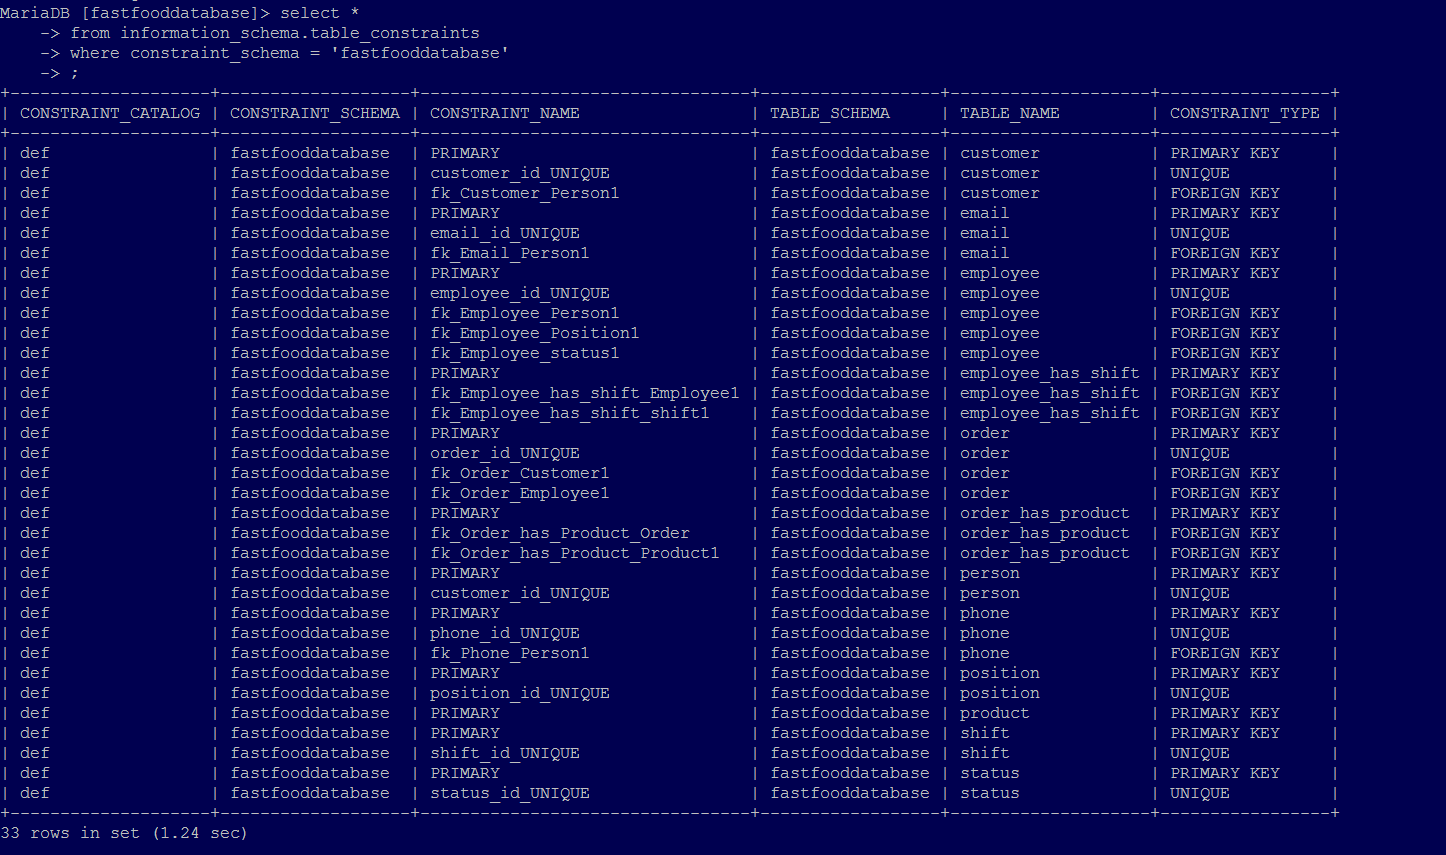 MariaDB [fastfooddatabase]> select *
    -> from information_schema.table_constraints
    -> where constraint_schema = 'fastfooddatabase'
    -> ;
+--------------------+-------------------+---------------------------------+------------------+--------------------+-----------------+
| CONSTRAINT_CATALOG | CONSTRAINT_SCHEMA | CONSTRAINT_NAME                 | TABLE_SCHEMA     | TABLE_NAME         | CONSTRAINT_TYPE |
+--------------------+-------------------+---------------------------------+------------------+--------------------+-----------------+
| def                | fastfooddatabase  | PRIMARY                         | fastfooddatabase | customer           | PRIMARY KEY     |
| def                | fastfooddatabase  | customer_id_UNIQUE              | fastfooddatabase | customer           | UNIQUE          |
| def                | fastfooddatabase  | fk_Customer_Person1             | fastfooddatabase | customer           | FOREIGN KEY     |
| def                | fastfooddatabase  | PRIMARY                         | fastfooddatabase | email              | PRIMARY KEY     |
| def                | fastfooddatabase  | email_id_UNIQUE                 | fastfooddatabase | email              | UNIQUE          |
| def                | fastfooddatabase  | fk_Email_Person1                | fastfooddatabase | email              | FOREIGN KEY     |
| def                | fastfooddatabase  | PRIMARY                         | fastfooddatabase | employee           | PRIMARY KEY     |
| def                | fastfooddatabase  | employee_id_UNIQUE              | fastfooddatabase | employee           | UNIQUE          |
| def                | fastfooddatabase  | fk_Employee_Person1             | fastfooddatabase | employee           | FOREIGN KEY     |
| def                | fastfooddatabase  | fk_Employee_Position1           | fastfooddatabase | employee           | FOREIGN KEY     |
| def                | fastfooddatabase  | fk_Employee_status1             | fastfooddatabase | employee           | FOREIGN KEY     |
| def                | fastfooddatabase  | PRIMARY                         | fastfooddatabase | employee_has_shift | PRIMARY KEY     |
| def                | fastfooddatabase  | fk_Employee_has_shift_Employee1 | fastfooddatabase | employee_has_shift | FOREIGN KEY     |
| def                | fastfooddatabase  | fk_Employee_has_shift_shift1    | fastfooddatabase | employee_has_shift | FOREIGN KEY     |
| def                | fastfooddatabase  | PRIMARY                         | fastfooddatabase | order              | PRIMARY KEY     |
| def                | fastfooddatabase  | order_id_UNIQUE                 | fastfooddatabase | order              | UNIQUE          |
| def                | fastfooddatabase  | fk_Order_Customer1              | fastfooddatabase | order              | FOREIGN KEY     |
| def                | fastfooddatabase  | fk_Order_Employee1              | fastfooddatabase | order              | FOREIGN KEY     |
| def                | fastfooddatabase  | PRIMARY                         | fastfooddatabase | order_has_product  | PRIMARY KEY     |
| def                | fastfooddatabase  | fk_Order_has_Product_Order      | fastfooddatabase | order_has_product  | FOREIGN KEY     |
| def                | fastfooddatabase  | fk_Order_has_Product_Product1   | fastfooddatabase | order_has_product  | FOREIGN KEY     |
| def                | fastfooddatabase  | PRIMARY                         | fastfooddatabase | person             | PRIMARY KEY     |
| def                | fastfooddatabase  | customer_id_UNIQUE              | fastfooddatabase | person             | UNIQUE          |
| def                | fastfooddatabase  | PRIMARY                         | fastfooddatabase | phone              | PRIMARY KEY     |
| def                | fastfooddatabase  | phone_id_UNIQUE                 | fastfooddatabase | phone              | UNIQUE          |
| def                | fastfooddatabase  | fk_Phone_Person1                | fastfooddatabase | phone              | FOREIGN KEY     |
| def                | fastfooddatabase  | PRIMARY                         | fastfooddatabase | position           | PRIMARY KEY     |
| def                | fastfooddatabase  | position_id_UNIQUE              | fastfooddatabase | position           | UNIQUE          |
| def                | fastfooddatabase  | PRIMARY                         | fastfooddatabase | product            | PRIMARY KEY     |
| def                | fastfooddatabase  | PRIMARY                         | fastfooddatabase | shift              | PRIMARY KEY     |
| def                | fastfooddatabase  | shift_id_UNIQUE                 | fastfooddatabase | shift              | UNIQUE          |
| def                | fastfooddatabase  | PRIMARY                         | fastfooddatabase | status             | PRIMARY KEY     |
| def                | fastfooddatabase  | status_id_UNIQUE                | fastfooddatabase | status             | UNIQUE          |
+--------------------+-------------------+---------------------------------+------------------+--------------------+-----------------+
33 rows in set (1.24 sec)